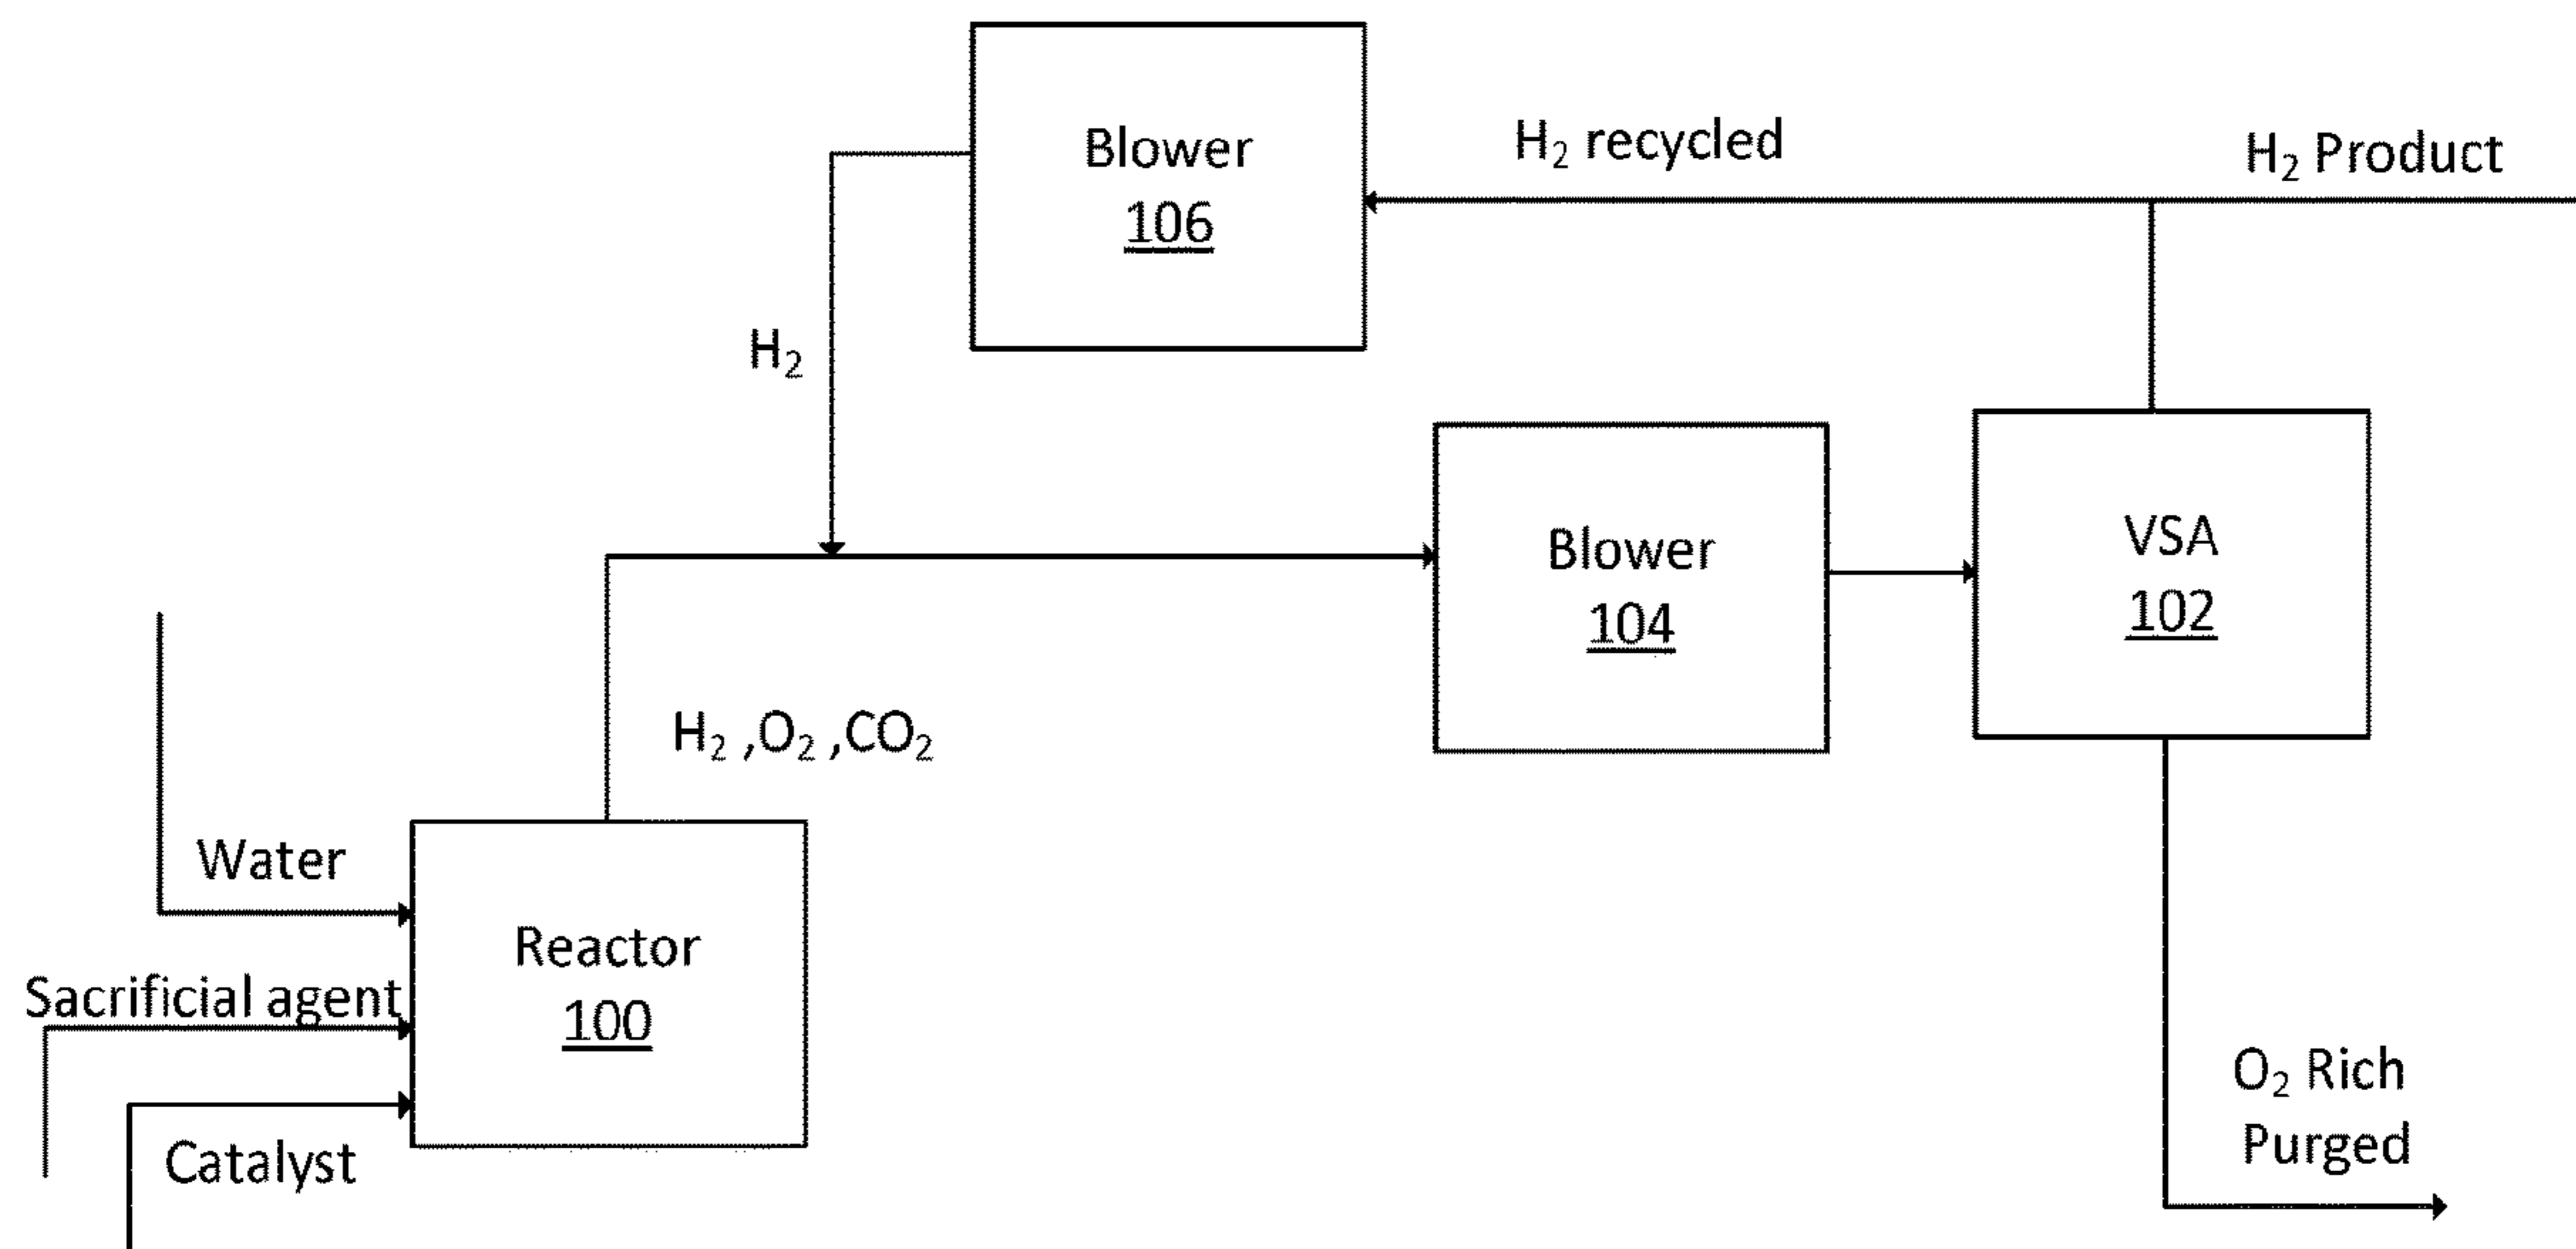 Blower
106
H₂ recycled
H₂ Product
H₂
Blower
104
VSA
102
H₂ ,O₂ ,CO₂
Water
Reactor
100
Sacrificial agent
Catalyst
O₂ Rich
Purged